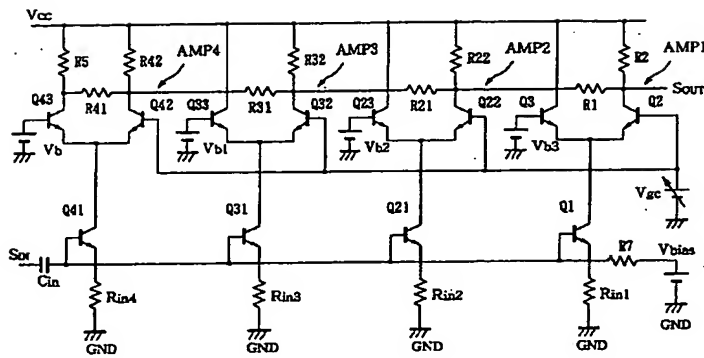 Vcc
AMP4 AMP3 AMP2 AMP1
R5 R42 R32 R22 R2
R41 R31 R21 R1 SOUT
Q43 Q42 Q33 Q32 Q23 Q22 Q3 Q2
Vb Vb1 Vb2 Vb3
Vgc
Q41 Q31 Q21 Q1
Cin R7 Vbias
Rin4 Rin3 Rin2 Rin1
GND GND GND GND GND